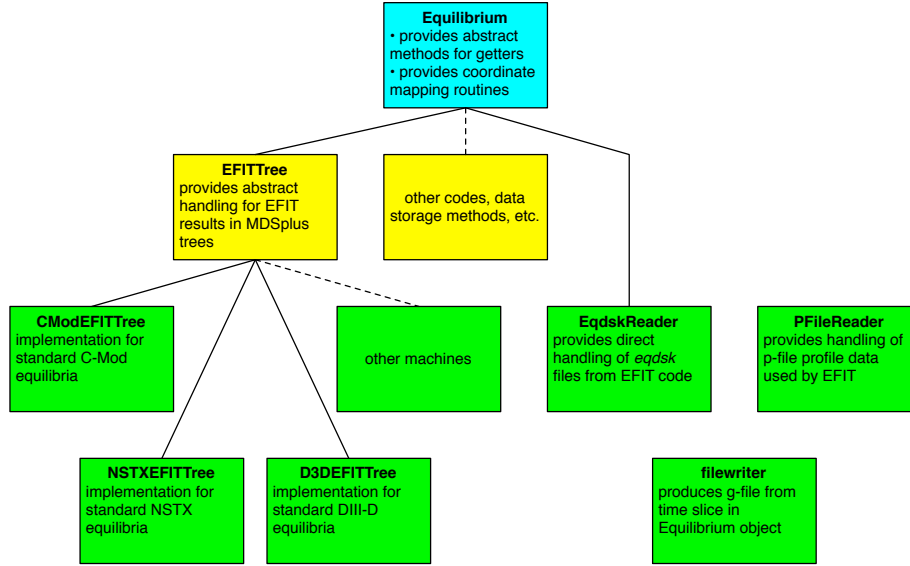 Equilibrium
• provides abstract
methods for getters
• provides coordinate
mapping routines
EFITTree
provides abstract
handling for EFIT
results in MDSplus
trees
other codes, data
storage methods, etc.
CModEFITTree
implementation for
standard C-Mod
equilibria
other machines
EqdskReader
provides direct
handling of eqdsk
files from EFIT code
PFileReader
provides handling of
p-file profile data
used by EFIT
NSTXEFITTree
implementation for
standard NSTX
equilibria
D3DEFITTree
implementation for
standard DIII-D
equilibria
filewriter
produces g-file from
time slice in
Equilibrium object